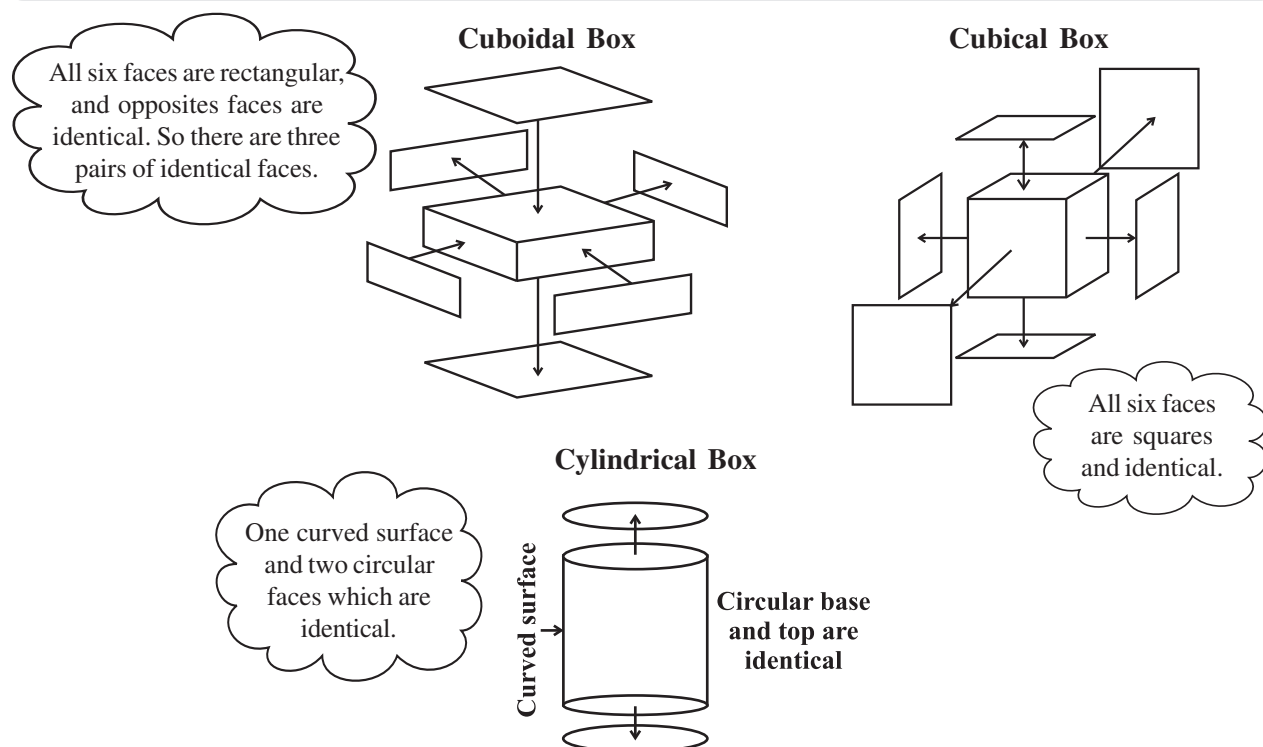 Cuboidal Box
Cubical Box
All six faces are rectangular,
and opposites faces are
identical. So there are three
pairs of identical faces.
All six faces
are squares
and identical.
Cylindrical Box
One curved surface
and two circular
faces which are
identical.
Curved surface
Circular base
and top are
identical